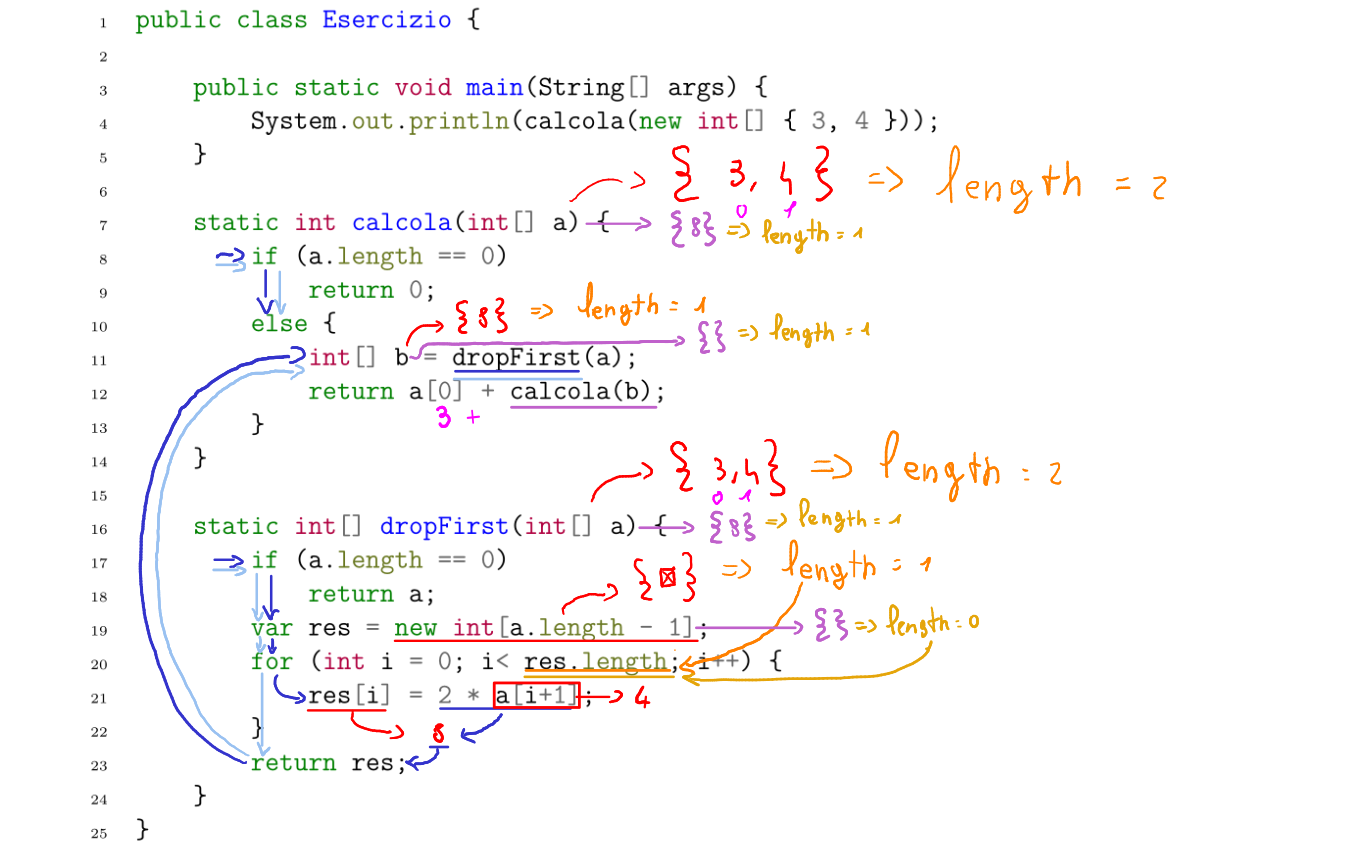 1 public class Esercizio {
2
3 public static void main(String[] args) {
4 System.out.println(calcola(new int[] { 3, 4 }));
5 }
{ 3, 4 } => length = 2
6
0 1
7 static int calcola(int[] a) { {8} => length = 1
8 if (a.length == 0)
9 return 0;
{8} => length = 1
10 else { {} => length = 1
11 int[] b = dropFirst(a);
12 return a[0] + calcola(b);
3 +
13 }
14 }
{ 3,4} => length = 2
15
0 1
16 static int[] dropFirst(int[] a) { {8} => length = 1
17 if (a.length == 0)
{ } => length = 1
18 return a;
19 var res = new int[a.length - 1]; {} => length = 0
20 for (int i = 0; i< res.length; i++) {
21 res[i] = 2 * a[i+1]; 4
22 } 8
23 return res;
24 }
25 }